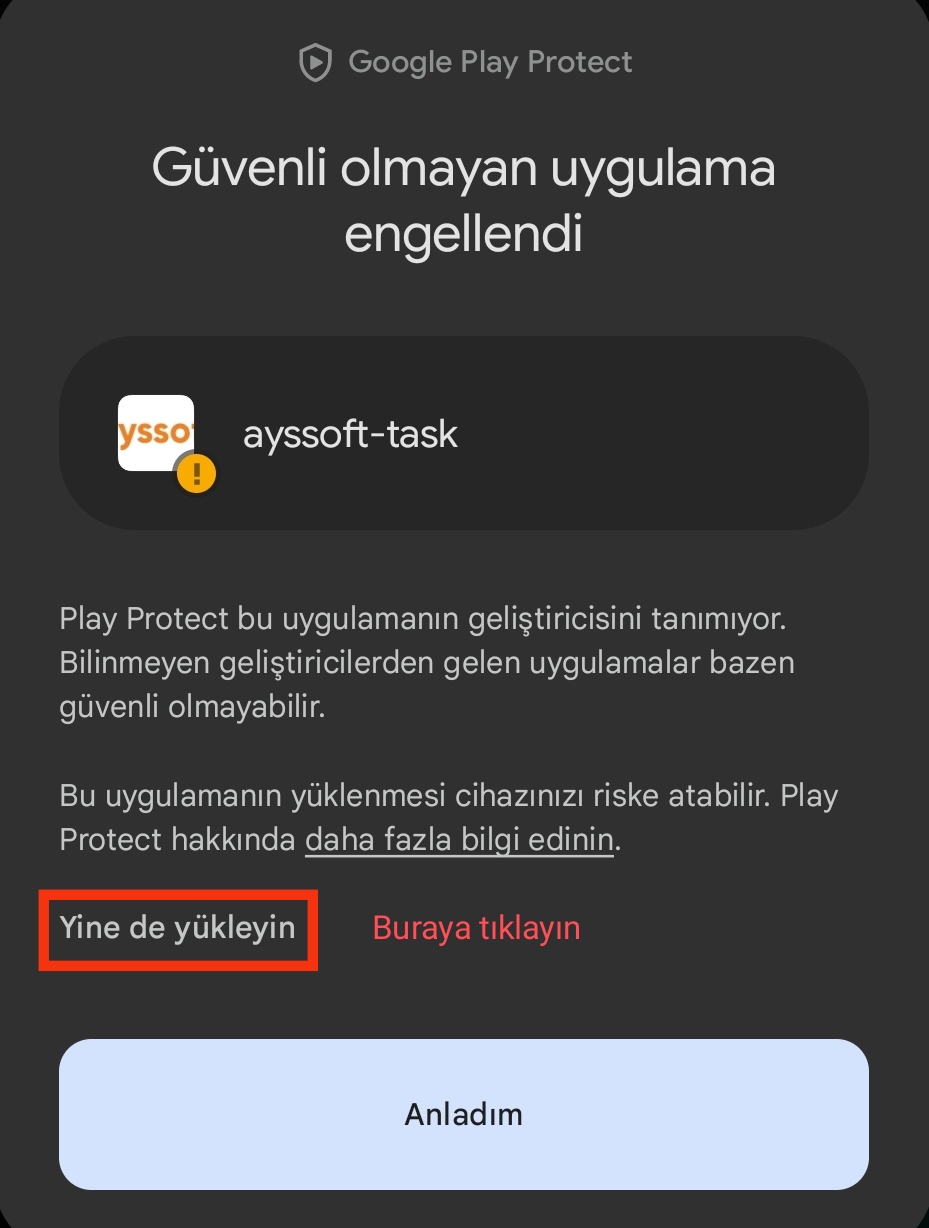 Google Play Protect
Güvenli olmayan uygulama
engellendi
ysso
ayssoft-task
Play Protect bu uygulamanın geliştiricisini tanımıyor.
Bilinmeyen geliştiricilerden gelen uygulamalar bazen
güvenli olmayabilir.
Bu uygulamanın yüklenmesi cihazınızı riske atabilir. Play
Protect hakkında daha fazla bilgi edinin.
Yine de yükleyin Buraya tıklayın
Anladım